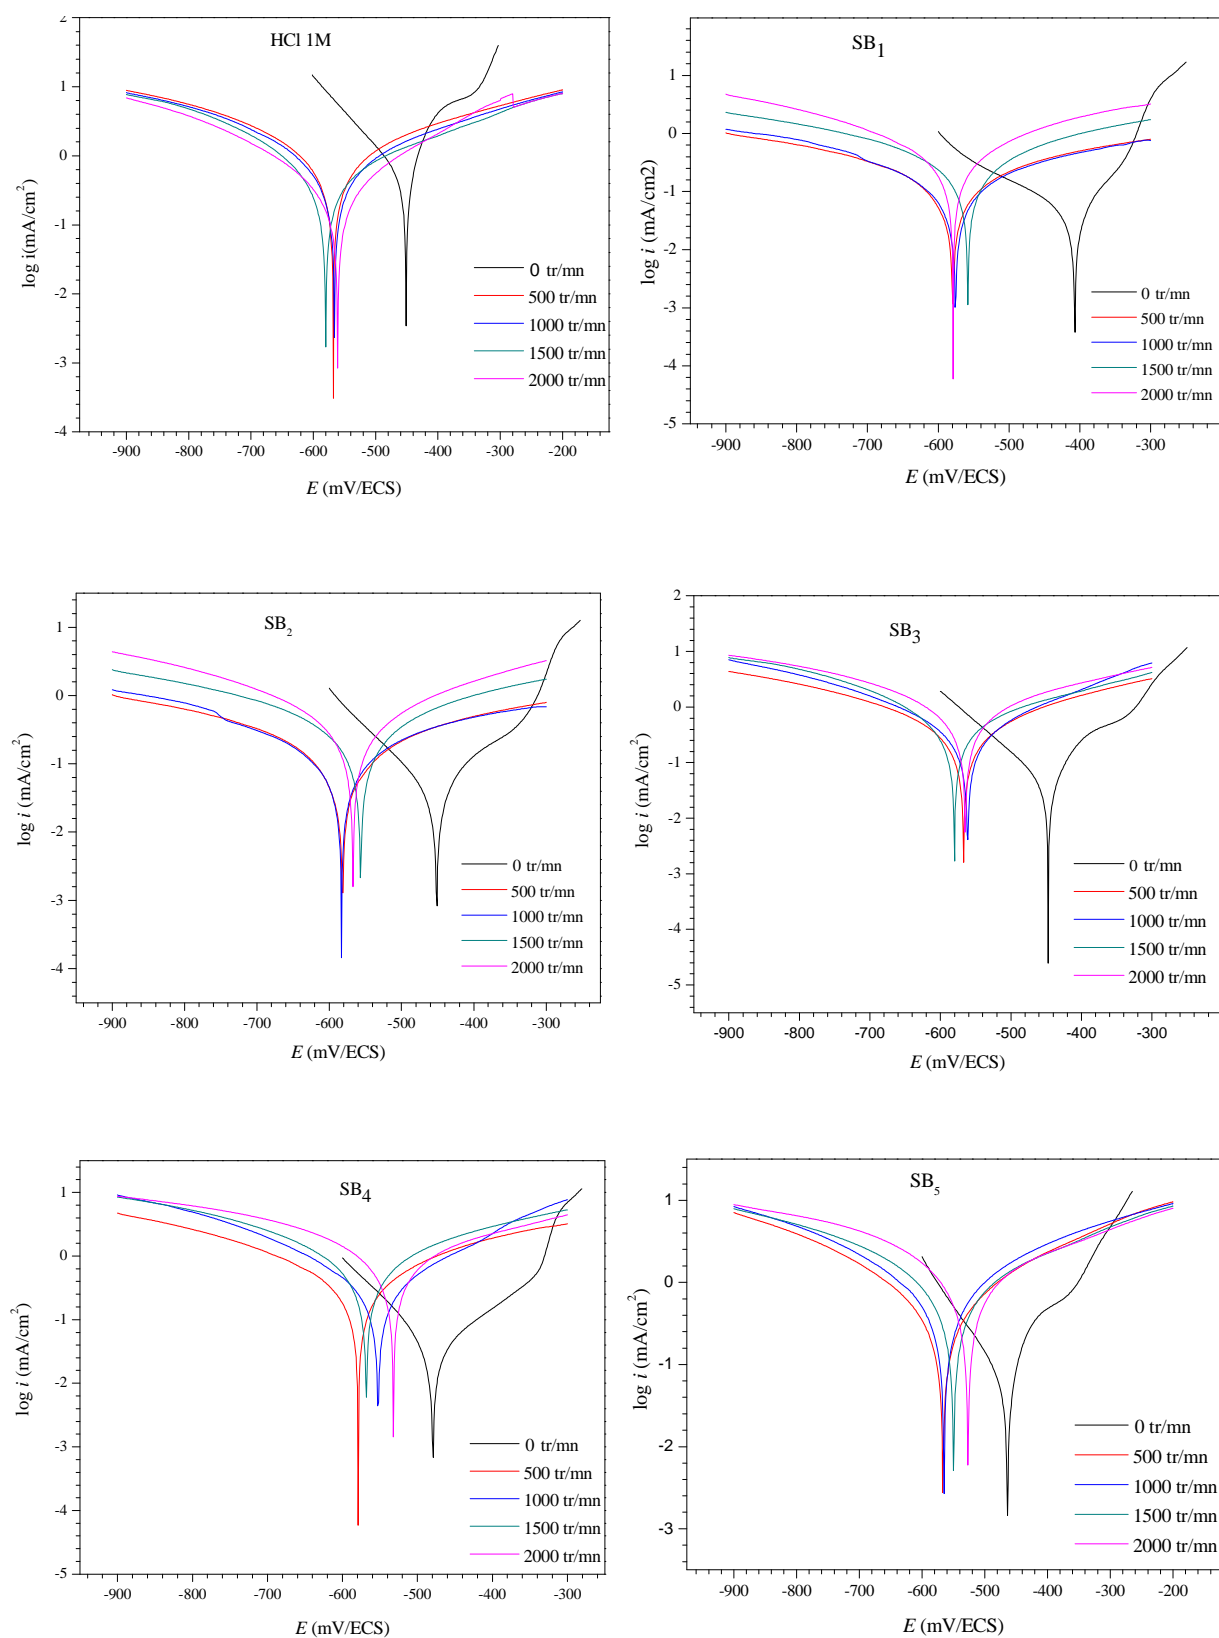 2
HCl 1M
1
0
-1
-2
-3
-4
log i(mA/cm²)
0 tr/mn
500 tr/mn
1000 tr/mn
1500 tr/mn
2000 tr/mn
-900 -800 -700 -600 -500 -400 -300 -200
E (mV/ECS)
SB1
1
0
-1
-2
-3
-4
-5
log i (mA/cm2)
0 tr/mn
500 tr/mn
1000 tr/mn
1500 tr/mn
2000 tr/mn
-900 -800 -700 -600 -500 -400 -300
E (mV/ECS)
SB2
1
0
-1
-2
-3
-4
log i (mA/cm²)
0 tr/mn
500 tr/mn
1000 tr/mn
1500 tr/mn
2000 tr/mn
-900 -800 -700 -600 -500 -400 -300
E (mV/ECS)
2
SB3
1
0
-1
-2
-3
-4
-5
log i (mA/cm²)
0 tr/mn
500 tr/mn
1000 tr/mn
1500 tr/mn
2000 tr/mn
-900 -800 -700 -600 -500 -400 -300
E (mV/ECS)
SB4
1
0
-1
-2
-3
-4
-5
log i (mA/cm²)
0 tr/mn
500 tr/mn
1000 tr/mn
1500 tr/mn
2000 tr/mn
-900 -800 -700 -600 -500 -400 -300
E (mV/ECS)
SB5
1
0
-1
-2
-3
log i (mA/cm²)
0 tr/mn
500 tr/mn
1000 tr/mn
1500 tr/mn
2000 tr/mn
-900 -800 -700 -600 -500 -400 -300 -200
E (mV/ECS)